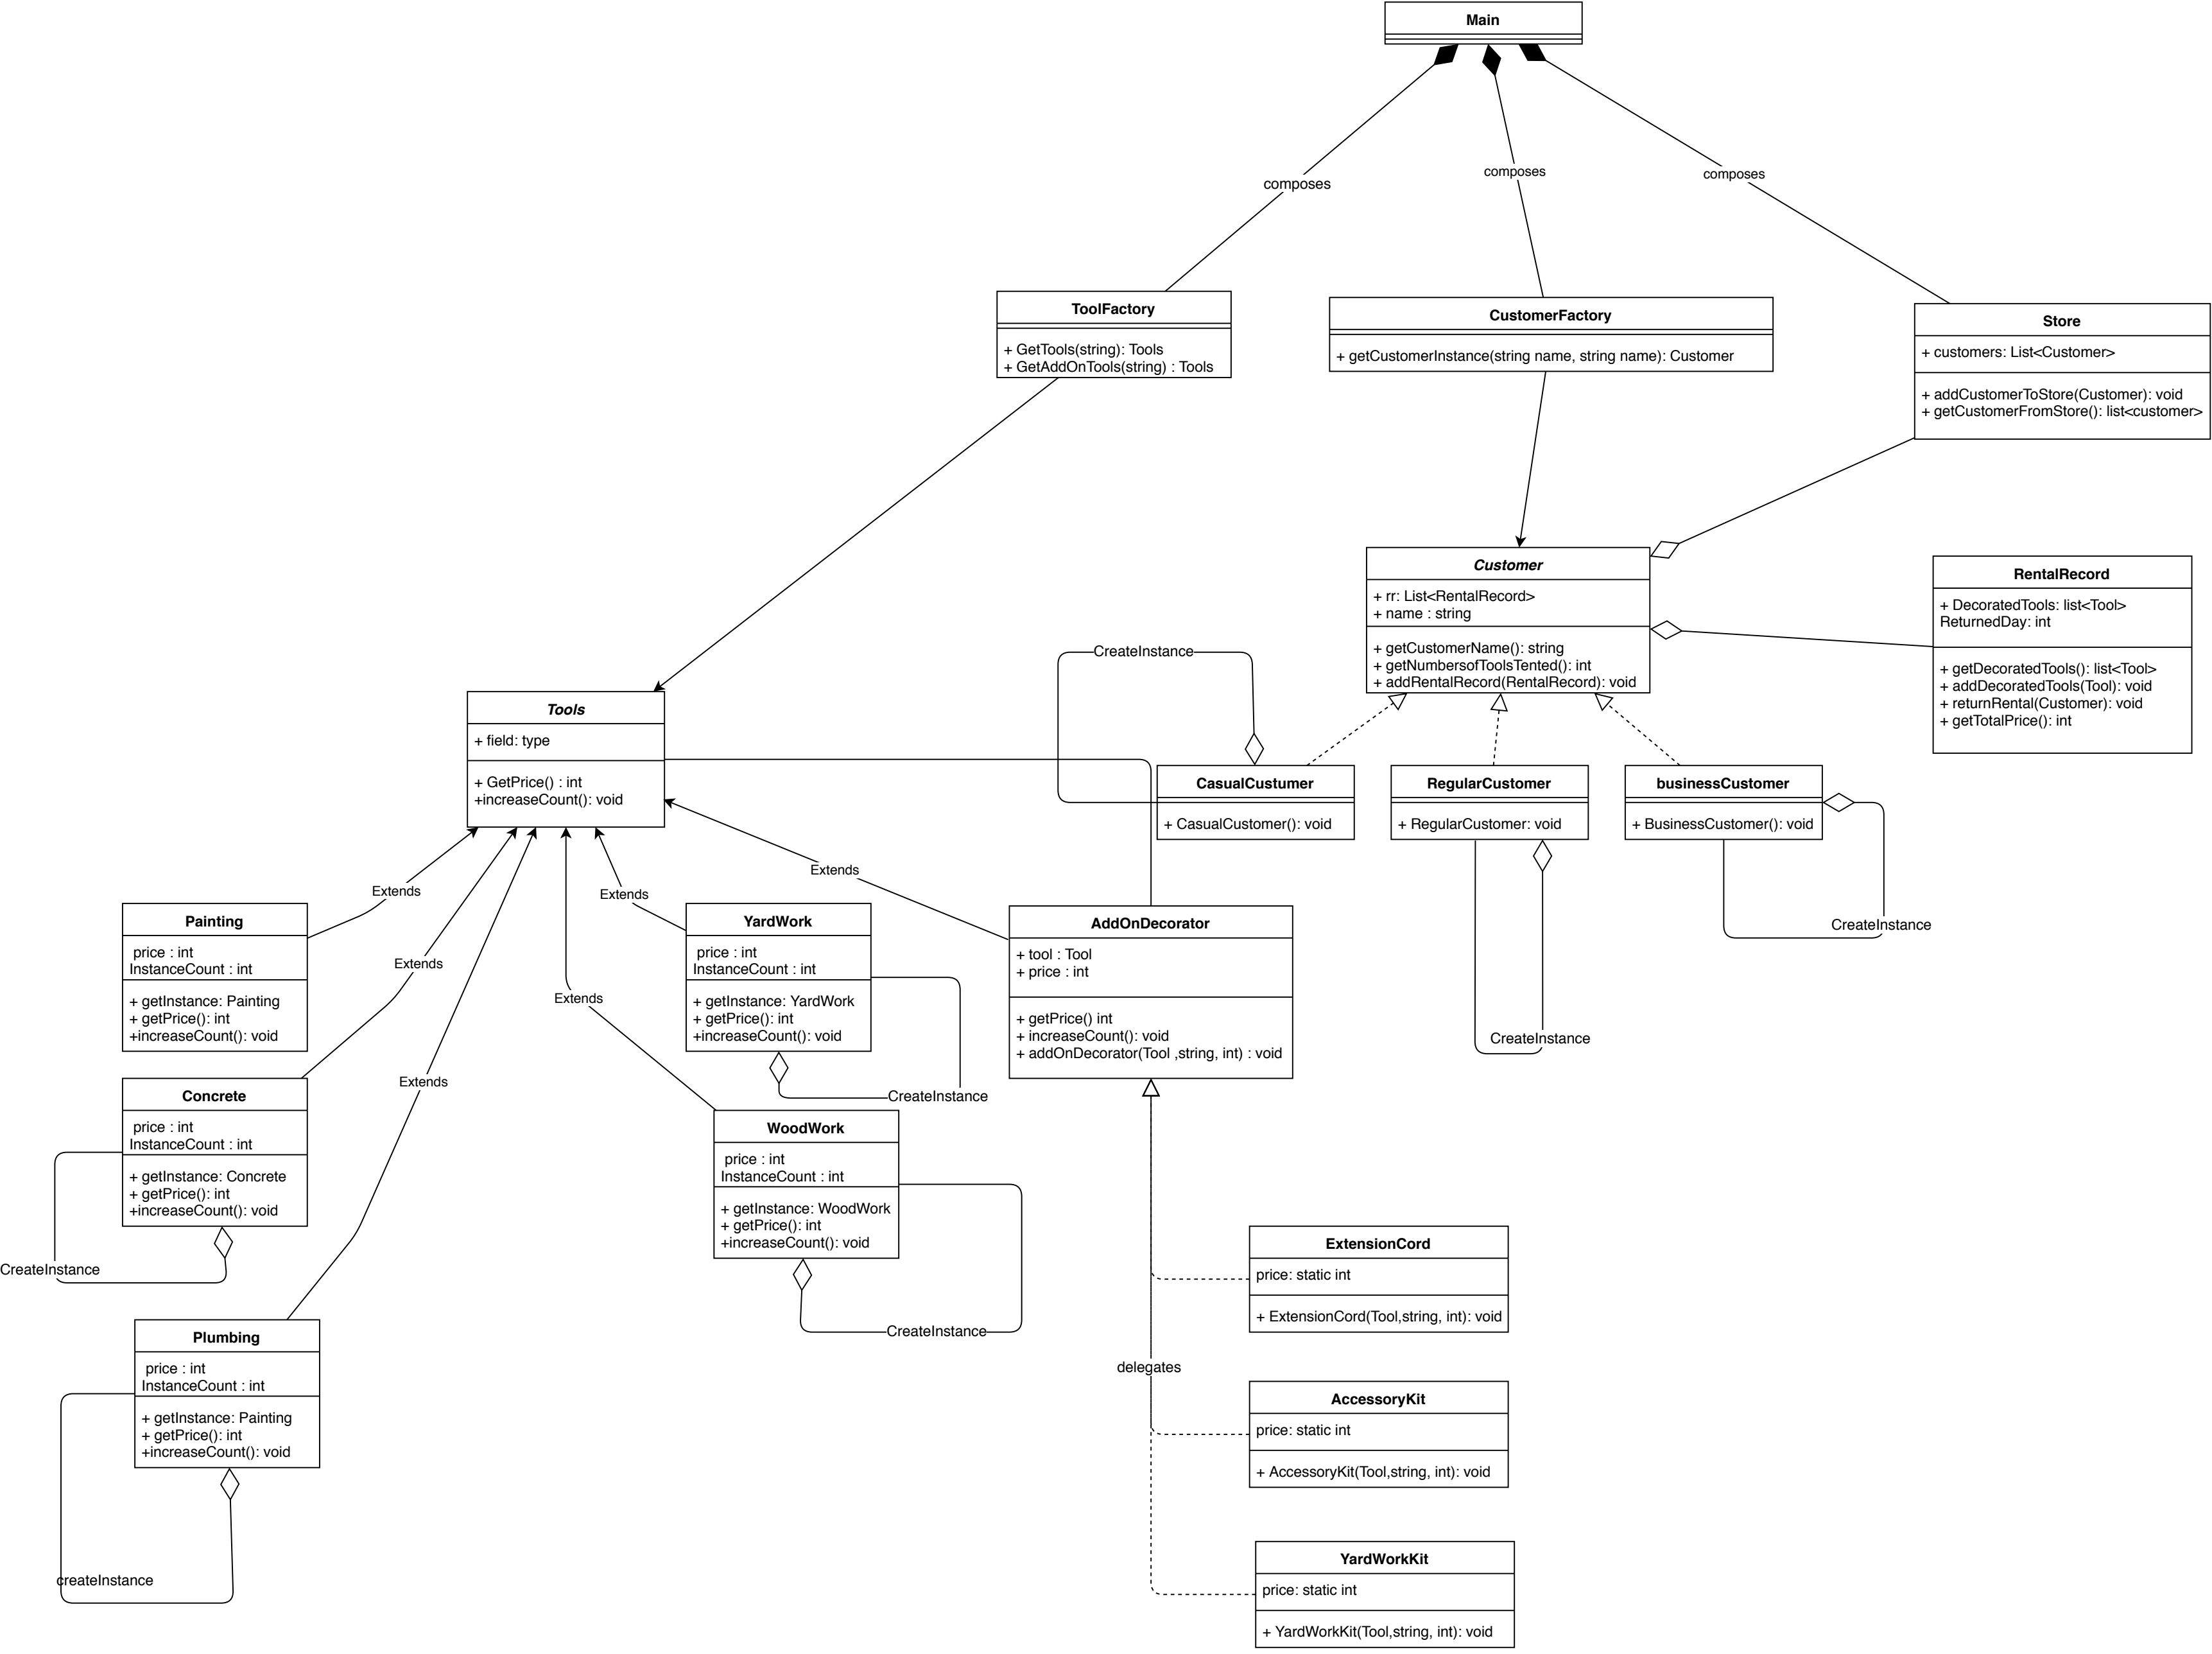 Main
composes
composes
composes
ToolFactory
+ GetTools(string): Tools
+ GetAddOnTools(string) : Tools
CustomerFactory
+ getCustomerInstance(string name, string name): Customer
Store
+ customers: List<Customer>
+ addCustomerToStore(Customer): void
+ getCustomerFromStore(): list<customer>
Customer
+ rr: List<RentalRecord>
+ name : string
+ getCustomerName(): string
+ getNumbersofToolsTented(): int
+ addRentalRecord(RentalRecord): void
RentalRecord
+ DecoratedTools: list<Tool>
ReturnedDay: int
+ getDecoratedTools(): list<Tool>
+ addDecoratedTools(Tool): void
+ returnRental(Customer): void
+ getTotalPrice(): int
CreateInstance
Tools
+ field: type
+ GetPrice() : int
+increaseCount(): void
CasualCustumer
+ CasualCustomer(): void
RegularCustomer
+ RegularCustomer: void
businessCustomer
+ BusinessCustomer(): void
CreateInstance
CreateInstance
Extends
Extends
Extends
Extends
Extends
Extends
Painting
price : int
InstanceCount : int
+ getInstance: Painting
+ getPrice(): int
+increaseCount(): void
YardWork
price : int
InstanceCount : int
+ getInstance: YardWork
+ getPrice(): int
+increaseCount(): void
CreateInstance
AddOnDecorator
+ tool : Tool
+ price : int
+ getPrice() int
+ increaseCount(): void
+ addOnDecorator(Tool ,string, int) : void
Concrete
price : int
InstanceCount : int
+ getInstance: Concrete
+ getPrice(): int
+increaseCount(): void
CreateInstance
WoodWork
price : int
InstanceCount : int
+ getInstance: WoodWork
+ getPrice(): int
+increaseCount(): void
CreateInstance
Plumbing
price : int
InstanceCount : int
+ getInstance: Painting
+ getPrice(): int
+increaseCount(): void
createInstance
ExtensionCord
price: static int
+ ExtensionCord(Tool,string, int): void
delegates
AccessoryKit
price: static int
+ AccessoryKit(Tool,string, int): void
YardWorkKit
price: static int
+ YardWorkKit(Tool,string, int): void